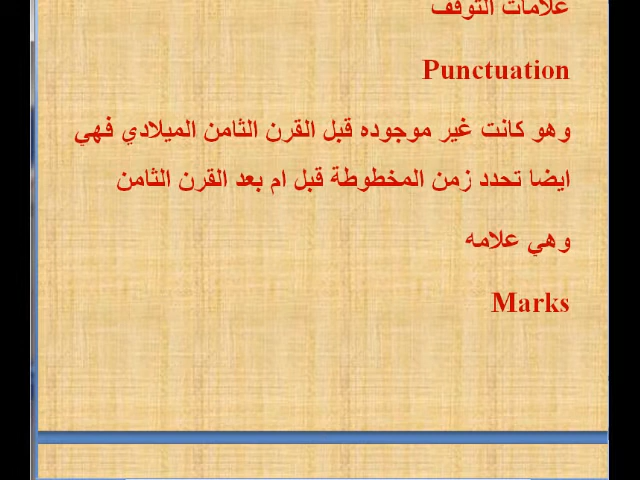 علامات التوقف
Punctuation
وهو كانت غير موجوده قبل القرن الثامن الميلادي فهي
ايضا تحدد زمن المخطوطة قبل ام بعد القرن الثامن
وهي علامه
Marks